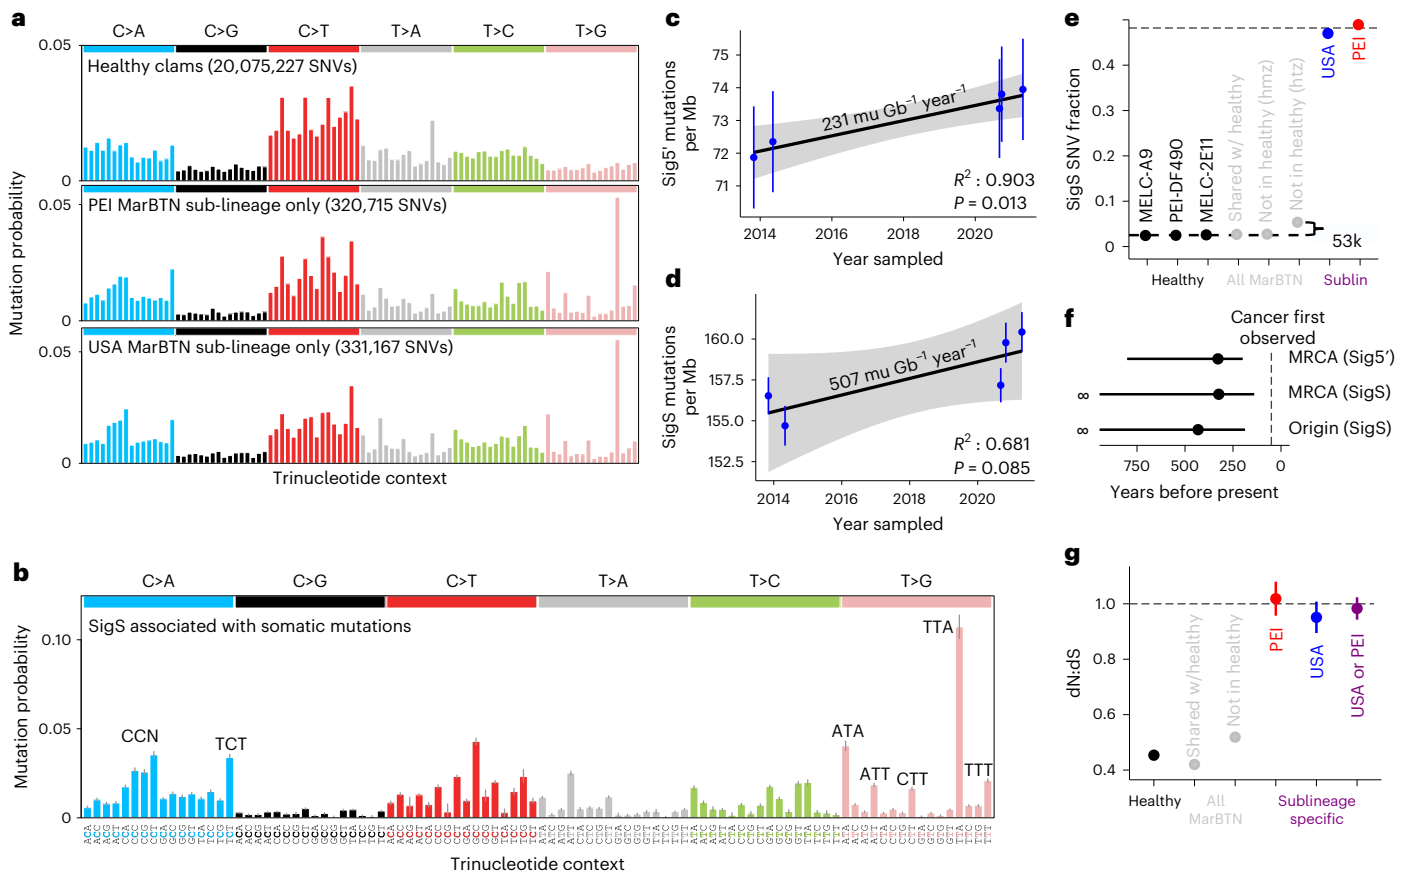 a
C>A C>G C>T T>A T>C T>G
0.05
Healthy clams (20,075,227 SNVs)
0
0.05
PEI MarBTN sub-lineage only (320,715 SNVs)
0
0.05
USA MarBTN sub-lineage only (331,167 SNVs)
0
Mutation probability
Trinucleotide context
b
C>A C>G C>T T>A T>C T>G
SigS associated with somatic mutations
0.10
0.05
0
Mutation probability
CCN
TCT
ATA
ATT
CTT
TTA
TTT
Trinucleotide context
c
Sig5' mutations
per Mb
75
74
73
72
71
231 mu Gb⁻¹ year⁻¹
R² : 0.903
P = 0.013
2014 2016 2018 2020
Year sampled
d
SigS mutations
per Mb
160.0
157.5
155.0
152.5
507 mu Gb⁻¹ year⁻¹
R² : 0.681
P = 0.085
2014 2016 2018 2020
Year sampled
e
SigS SNV fraction
0.4
0.3
0.2
0.1
0
MELC-A9
PEI-DF490
MELC-2E11
Shared w/ healthy
Not in healthy (hmz)
Not in healthy (htz)
USA
PEI
53k
Healthy All MarBTN Sublin
f
Cancer first
observed
MRCA (Sig5')
∞ MRCA (SigS)
∞ Origin (SigS)
750 500 250 0
Years before present
g
dN:dS
1.0
0.8
0.6
0.4
Shared w/healthy
Not in healthy
PEI
USA
USA or PEI
Healthy All
MarBTN
Sublineage
specific